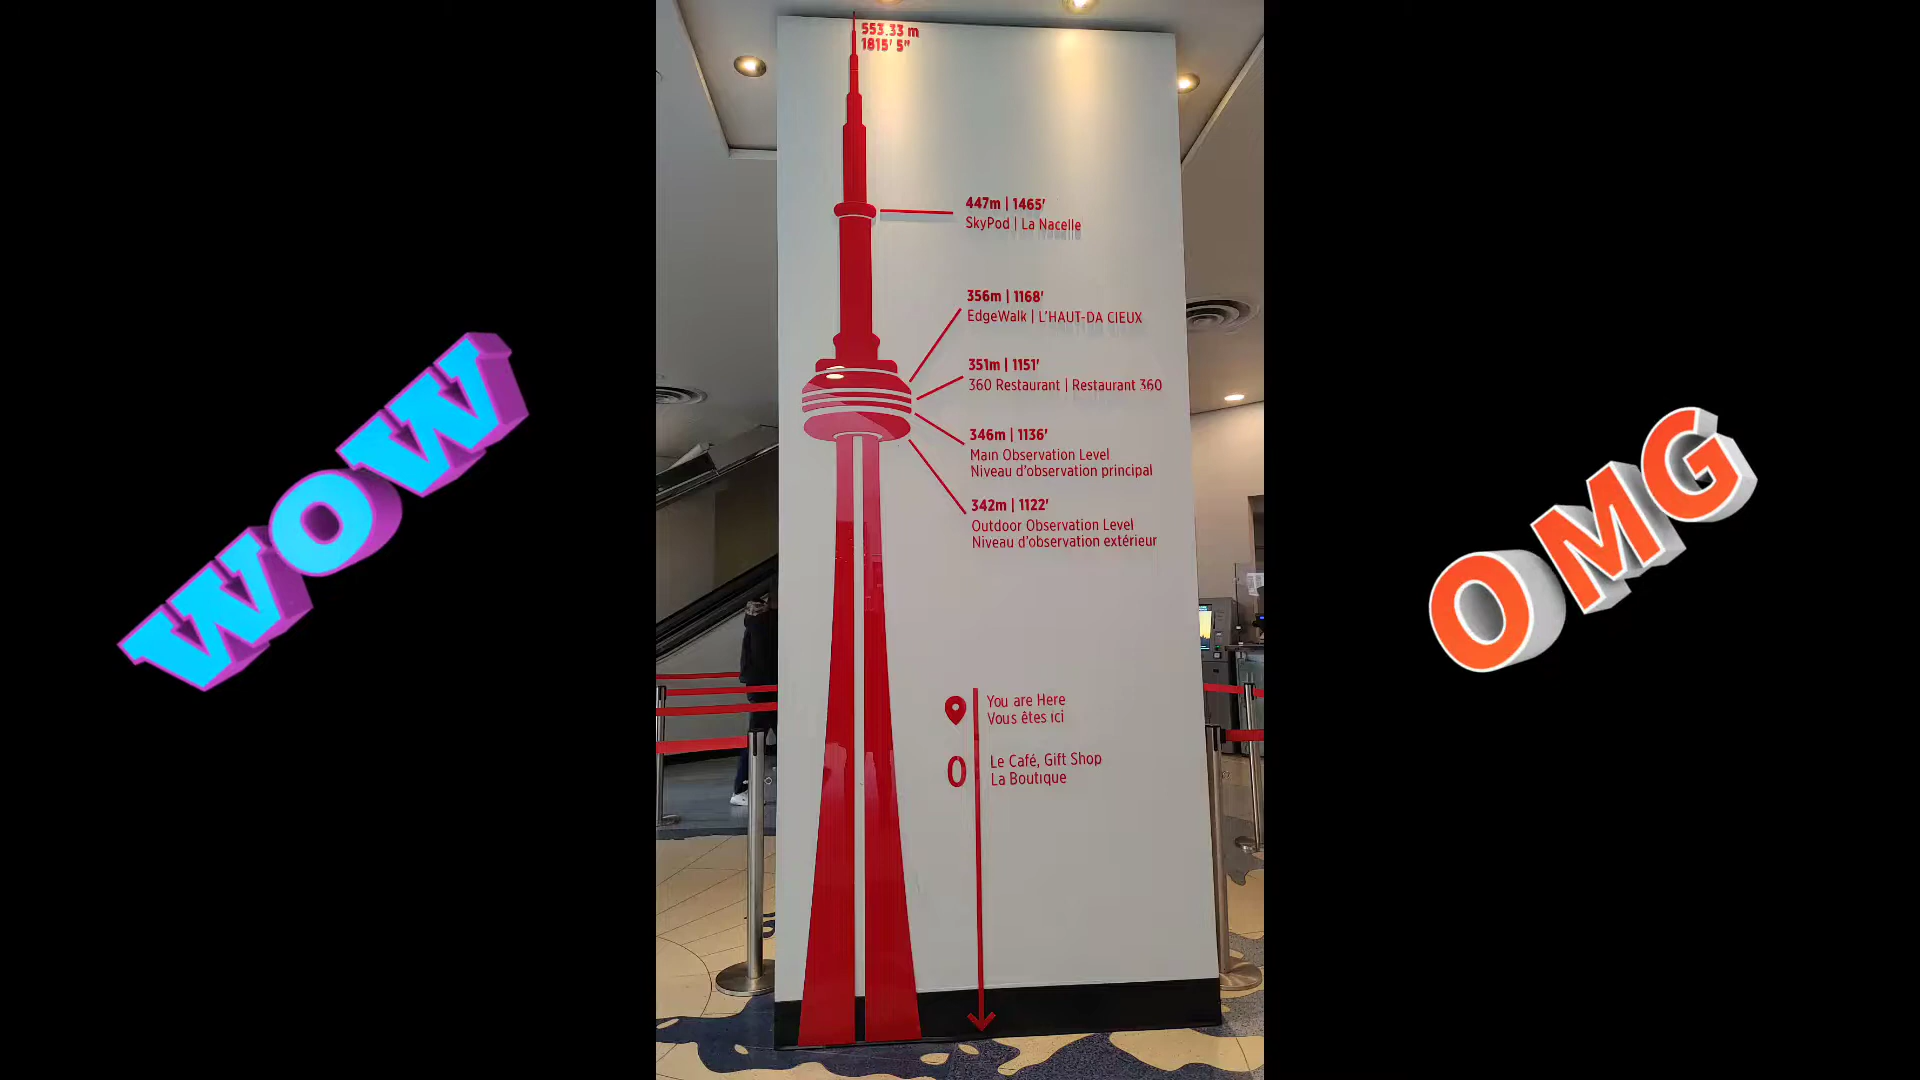 553.33 m
1815' 5"
447m | 1465'
SkyPod | La Nacelle
356m | 1168'
EdgeWalk | L'HAUT-DA CIEUX
351m | 1151'
360 Restaurant | Restaurant 360
346m | 1136'
Main Observation Level
Niveau d'observation principal
342m | 1122'
Outdoor Observation Level
Niveau d'observation extérieur
WOW
OMG
You are Here
Vous êtes ici
0
Le Café, Gift Shop
La Boutique